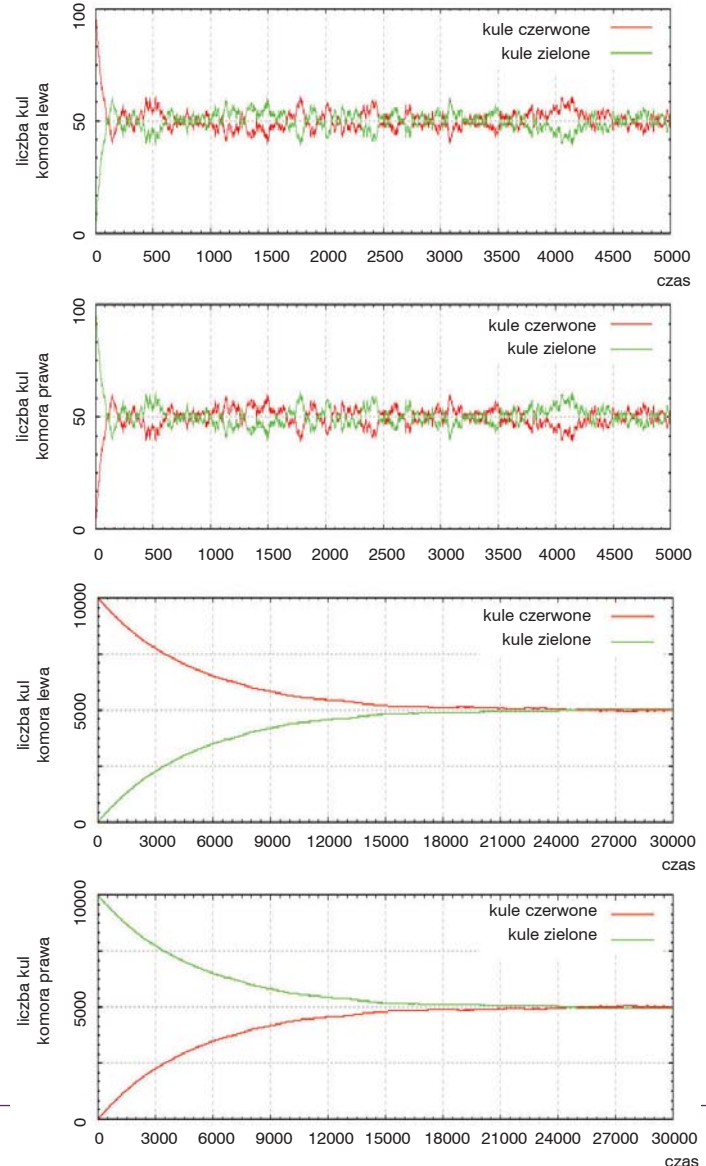 100
kule czerwone
kule zielone
liczba kul
komora lewa
50
0
0 500 1000 1500 2000 2500 3000 3500 4000 4500 5000
czas
100
kule czerwone
kule zielone
liczba kul
komora prawa
50
0
0 500 1000 1500 2000 2500 3000 3500 4000 4500 5000
10000
kule czerwone
kule zielone
liczba kul
komora lewa
5000
0
0 3000 6000 9000 12000 15000 18000 21000 24000 27000 30000
czas
10000
kule czerwone
kule zielone
liczba kul
komora prawa
5000
0
0 3000 6000 9000 12000 15000 18000 21000 24000 27000 30000
czas